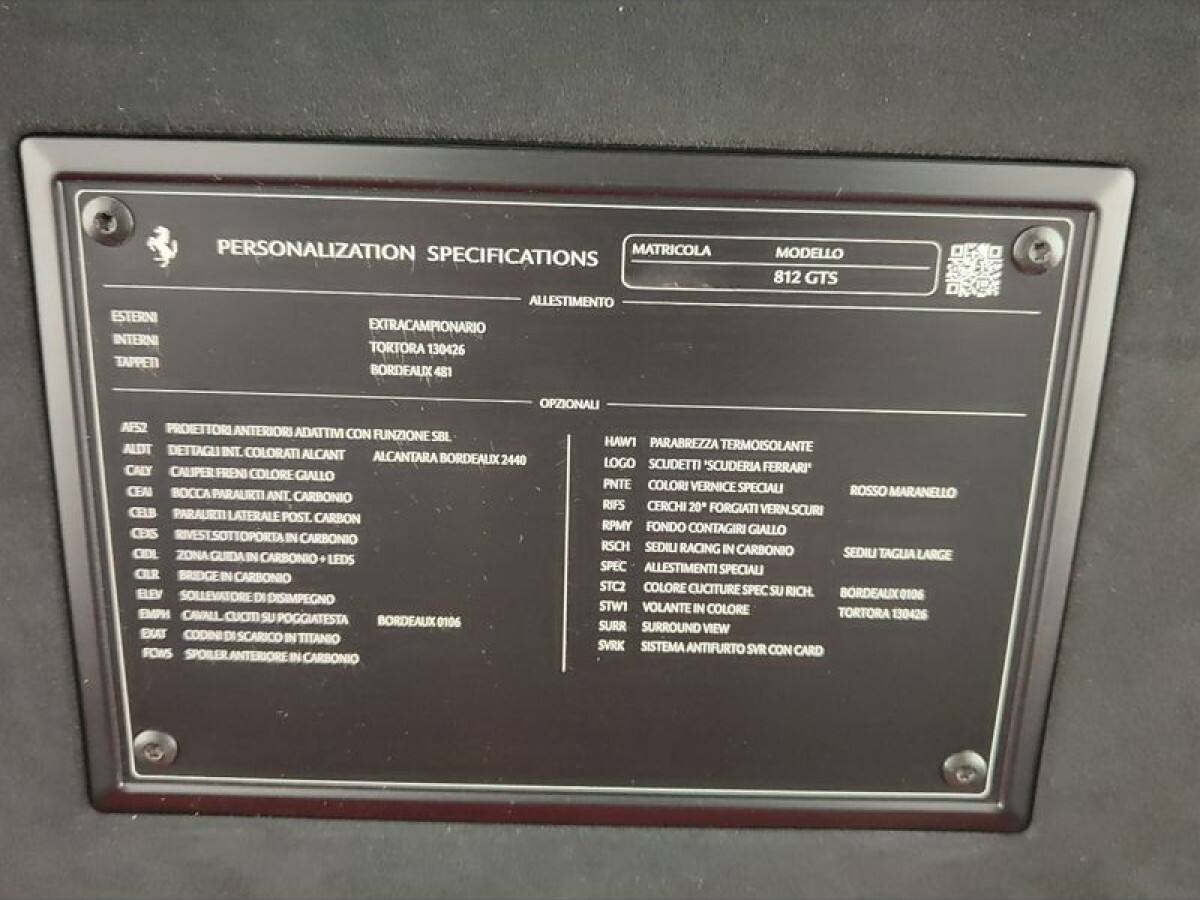 PERSONALIZATION SPECIFICATIONS
MATRICOLA MODELLO
812 GTS
ALLESTIMENTO
ESTERNI EXTRACAMPIONARIO
INTERNI TORTORA 130426
TAPPETI BORDEAUX 481
OPZIONALI
AFS2 PROIETTORI ANTERIORI ADATTIVI CON FUNZIONE SBL
ALDT DETTAGLI INT. COLORATI ALCANT ALCANTARA BORDEAUX 2440
CALY CALIPER FRENI COLORE GIALLO
CEAI BOCCA PARAURTI ANT. CARBONIO
CELB PARAURTI LATERALE POST. CARBON
CEXS RIVEST.SOTTOPORTA IN CARBONIO
CIDL ZONA GUIDA IN CARBONIO + LEDS
CILR BRIDGE IN CARBONIO
ELEV SOLLEVATORE DI DISIMPEGNO
EMPH CAVALL. CUCITI SU POGGIATESTA BORDEAUX 0106
EXAT CODINI DI SCARICO IN TITANIO
FCWS SPOILER ANTERIORE IN CARBONIO
HAW1 PARABREZZA TERMOISOLANTE
LOGO SCUDETTI "SCUDERIA FERRARI"
PNTE COLORI VERNICE SPECIALI ROSSO MARANELLO
RIFS CERCHI 20" FORGIATI VERN.SCURI
RPMY FONDO CONTAGIRI GIALLO
RSCH SEDILI RACING IN CARBONIO SEDILI TAGLIA LARGE
SPEC ALLESTIMENTI SPECIALI
STC2 COLORE CUCITURE SPEC SU RICH. BORDEAUX 0106
STW1 VOLANTE IN COLORE TORTORA 130426
SURR SURROUND VIEW
SVRK SISTEMA ANTIFURTO SVR CON CARD